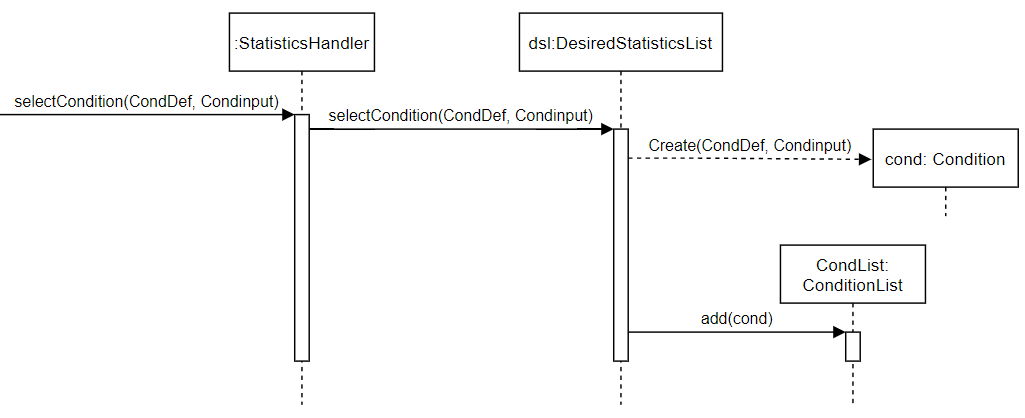 :StatisticsHandler
dsl:DesiredStatisticsList
selectCondition(CondDef, Condinput)
selectCondition(CondDef, Condinput)
Create(CondDef, Condinput)
cond: Condition
CondList:
ConditionList
add(cond)